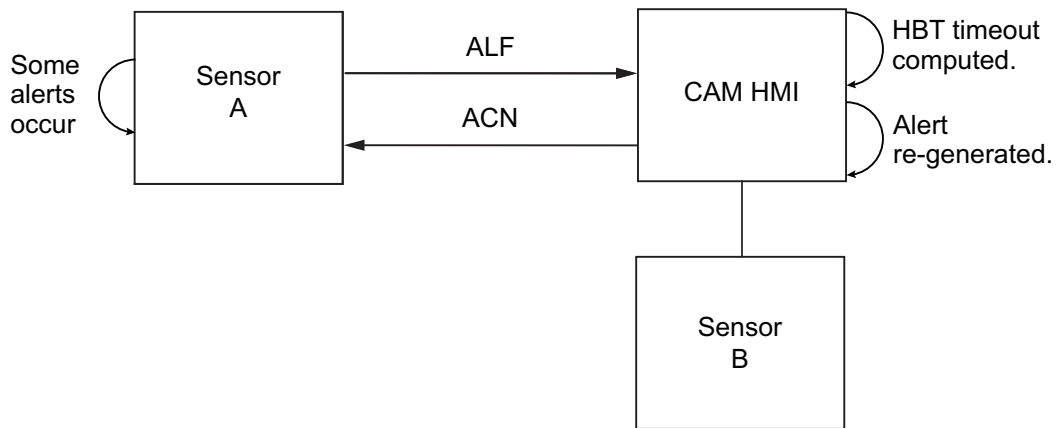 Some
alerts
occur
Sensor
A
ALF
ACN
CAM HMI
HBT timeout
computed.
Alert
re-generated.
Sensor
B